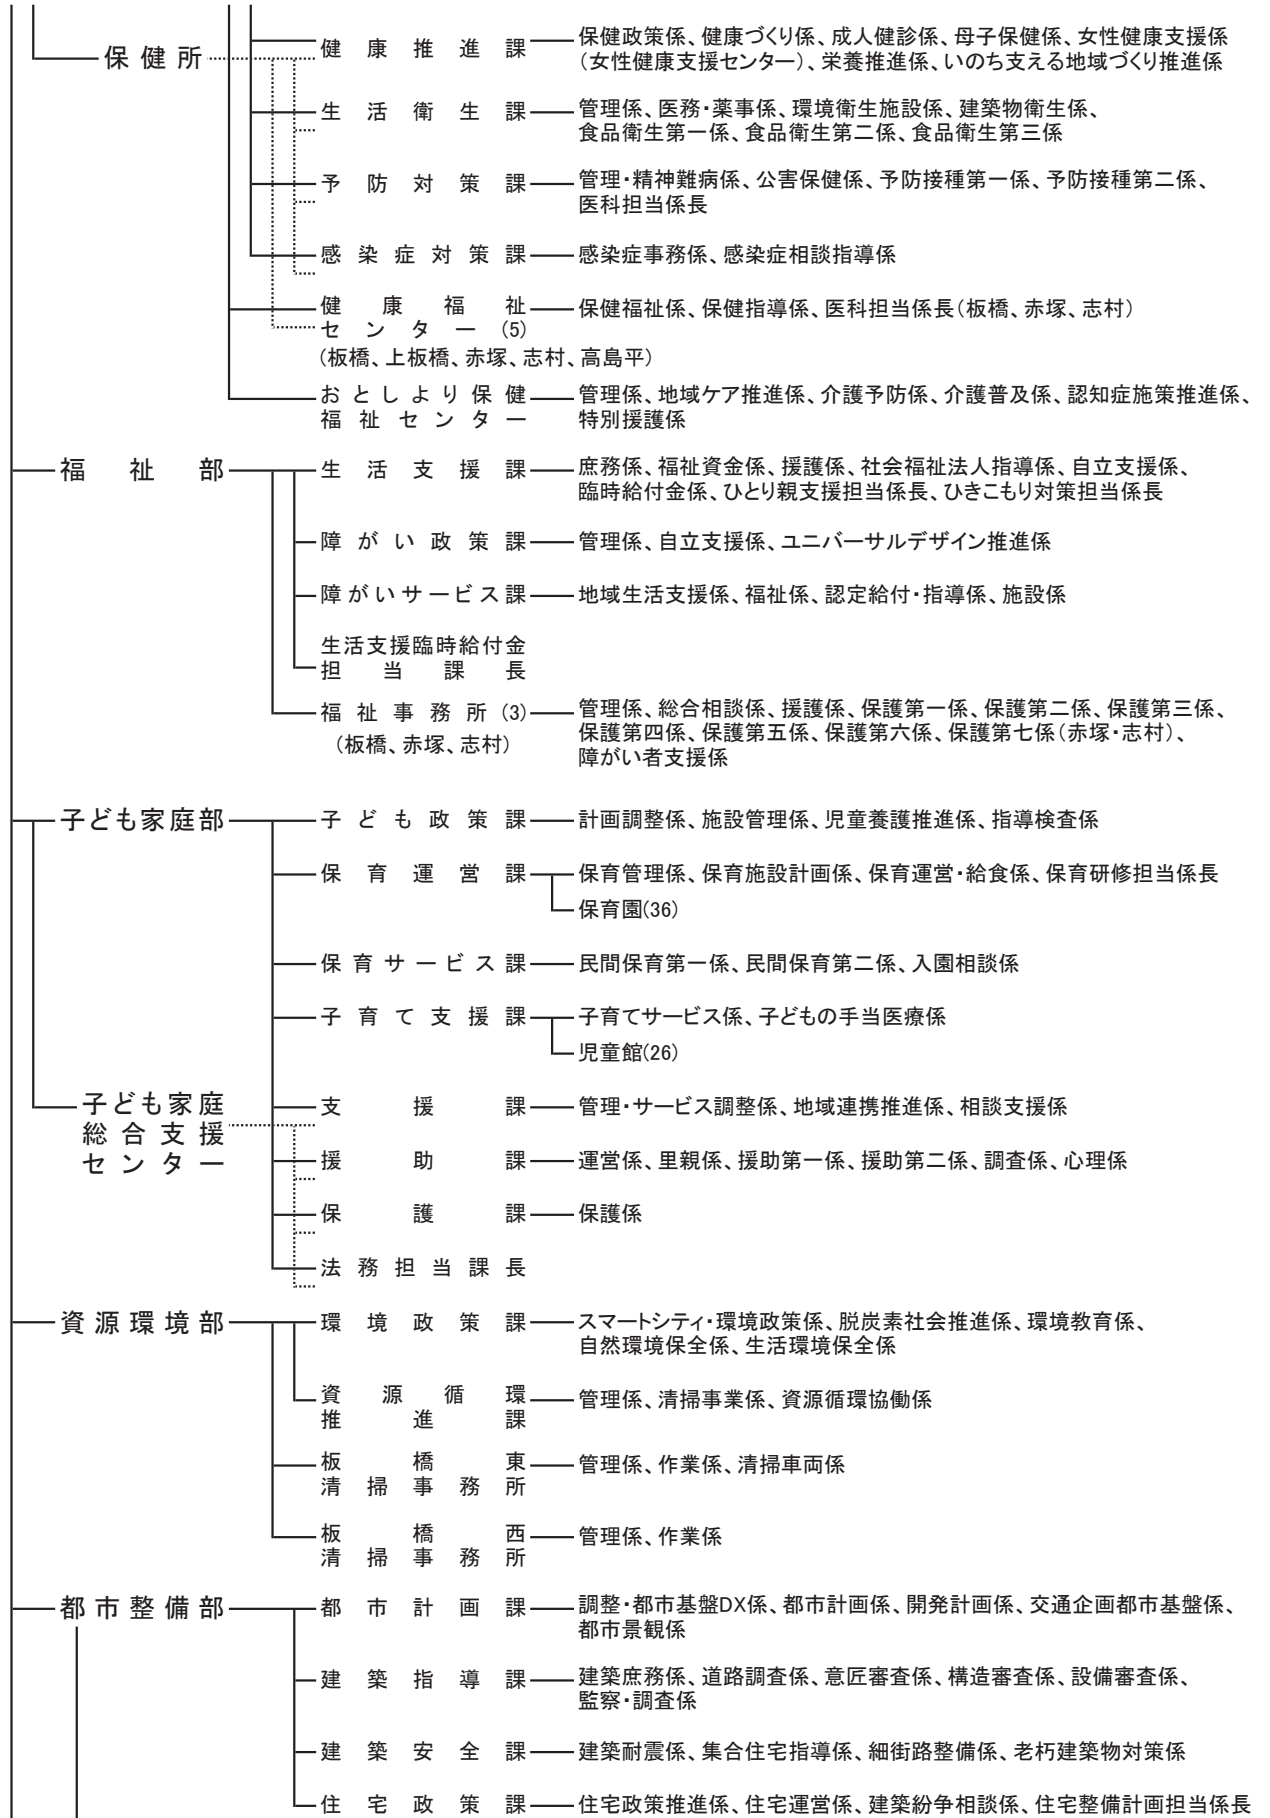 保健所
健康推進課
保健政策係、健康づくり係、成人健診係、母子保健係、女性健康支援係
（女性健康支援センター）、栄養推進係、いのち支える地域づくり推進係
生活衛生課
管理係、医務・薬事係、環境衛生施設係、建築物衛生係、
食品衛生第一係、食品衛生第二係、食品衛生第三係
予防対策課
管理・精神難病係、公害保健係、予防接種第一係、予防接種第二係、
医科担当係長
感染症対策課
感染症事務係、感染症相談指導係
健康福祉
センター(5)
（板橋、上板橋、赤塚、志村、高島平）
保健福祉係、保健指導係、医科担当係長（板橋、赤塚、志村）
おとしより保健
福祉センター
管理係、地域ケア推進係、介護予防係、介護普及係、認知症施策推進係、
特別援護係
福祉部
生活支援課
庶務係、福祉資金係、援護係、社会福祉法人指導係、自立支援係、
臨時給付金係、ひとり親支援担当係長、ひきこもり対策担当係長
障がい政策課
管理係、自立支援係、ユニバーサルデザイン推進係
障がいサービス課
地域生活支援係、福祉係、認定給付・指導係、施設係
生活支援臨時給付金
担当課長
福祉事務所(3)
（板橋、赤塚、志村）
管理係、総合相談係、援護係、保護第一係、保護第二係、保護第三係、
保護第四係、保護第五係、保護第六係、保護第七係（赤塚・志村）、
障がい者支援係
子ども家庭部
子ども政策課
計画調整係、施設管理係、児童養護推進係、指導検査係
保育運営課
保育管理係、保育施設計画係、保育運営・給食係、保育研修担当係長
保育園(36)
保育サービス課
民間保育第一係、民間保育第二係、入園相談係
子育て支援課
子育てサービス係、子どもの手当医療係
児童館(26)
子ども家庭
総合支援
センター
支援課
管理・サービス調整係、地域連携推進係、相談支援係
援助課
運営係、里親係、援助第一係、援助第二係、調査係、心理係
保護課
保護係
法務担当課長
資源環境部
環境政策課
スマートシティ・環境政策係、脱炭素社会推進係、環境教育係、
自然環境保全係、生活環境保全係
資源循環
推進課
管理係、清掃事業係、資源循環協働係
板橋東
清掃事務所
管理係、作業係、清掃車両係
板橋西
清掃事務所
管理係、作業係
都市整備部
都市計画課
調整・都市基盤DX係、都市計画係、開発計画係、交通企画都市基盤係、
都市景観係
建築指導課
建築庶務係、道路調査係、意匠審査係、構造審査係、設備審査係、
監察・調査係
建築安全課
建築耐震係、集合住宅指導係、細街路整備係、老朽建築物対策係
住宅政策課
住宅政策推進係、住宅運営係、建築紛争相談係、住宅整備計画担当係長